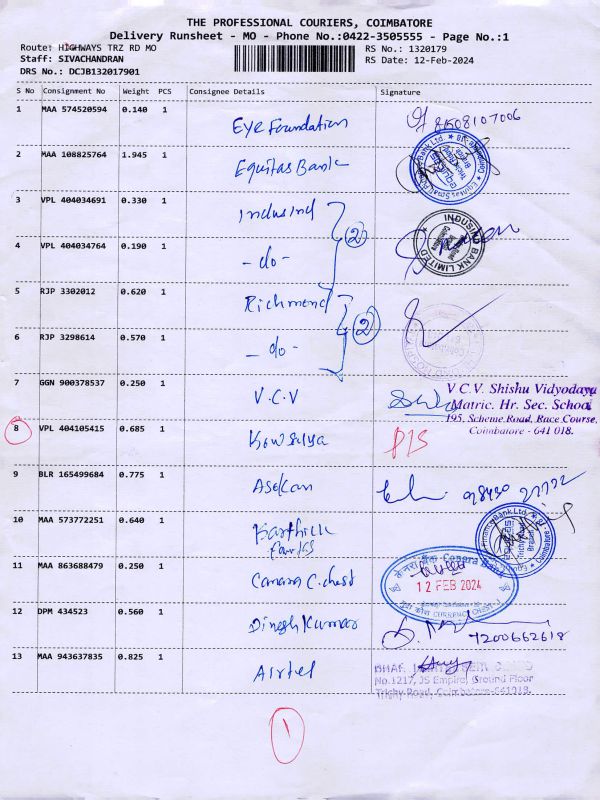 THE PROFESSIONAL COURIERS, COIMBATORE
Delivery Runsheet - MO - Phone No.:0422-3505555 - Page No.:1
Route: HIGHWAYS TRZ RD MO RS No.: 1320179
Staff: SIVACHANDRAN RS Date: 12-Feb-2024
DRS No.: DCJB132017901
S No Consignment No Weight PCS Consignee Details Signature
1 MAA 574520594 0.140 1 Eye Foundation
2 MAA 108825764 1.945 1 Equitas Bank
3 VPL 404034691 0.330 1 Indusind
INDUSIND BANK LIMITED
4 VPL 404034764 0.190 1 -do- (2)
5 RJP 3302012 0.620 1 Richmond
6 RJP 3298614 0.570 1 -do- (2)
7 GGN 900378537 0.250 1 V.C.V
V C.V. Shishu Vidyodaya
Matric. Hr. Sec. School
195, Scheme Road, Race Course,
Coimbatore - 641 018.
8 VPL 404105415 0.685 1 Kowsalya
9 BLR 165499684 0.775 1 Asokan
10 MAA 573772251 0.640 1 Karthick
11 MAA 863688479 0.250 1 Canara C. chest
केनरा बैंक Canara Bank
12 FEB 2024
CURRENCY CHEST
12 DPM 434523 0.560 1 Dinesh Kumar 7200662618
13 MAA 943637835 0.825 1 Airtel
No.1217, JS Empire, Ground Floor
Trichy Road, Coimbatore-641018.
1